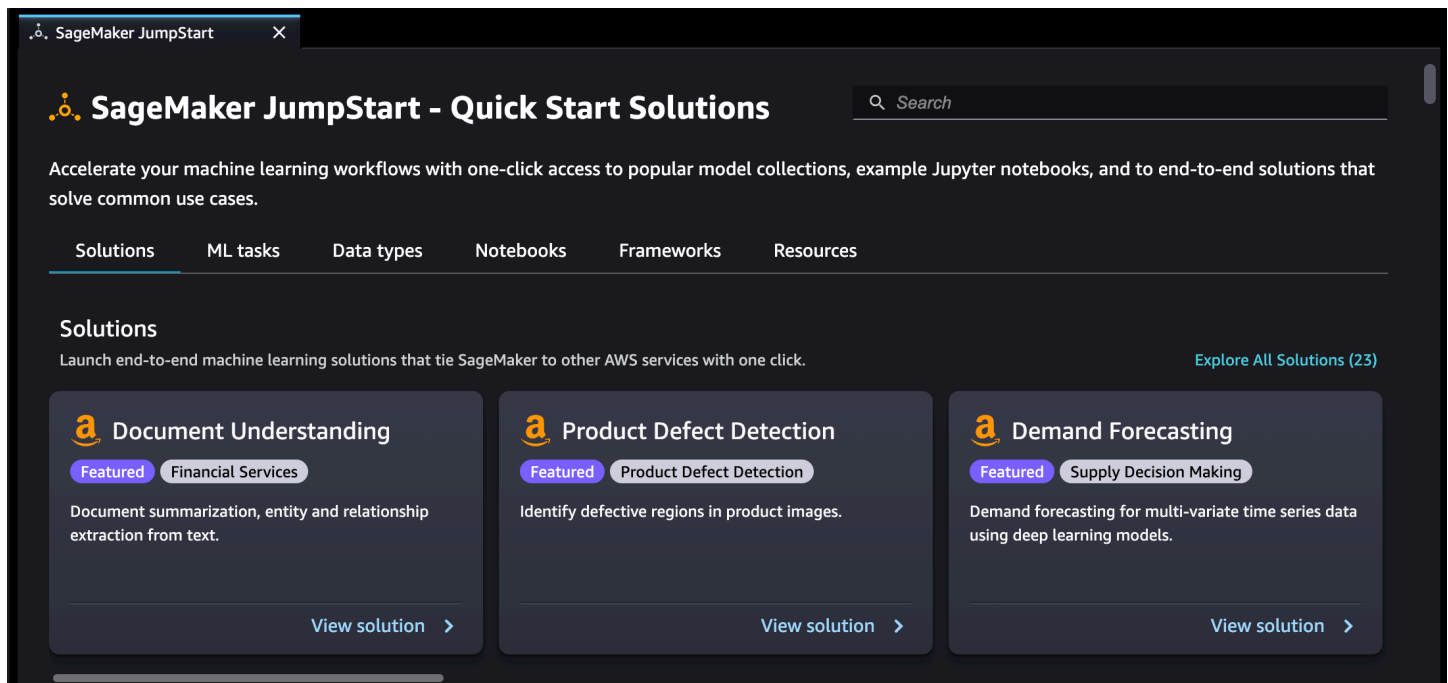 SageMaker JumpStart
SageMaker JumpStart - Quick Start Solutions
Search
Accelerate your machine learning workflows with one-click access to popular model collections, example Jupyter notebooks, and to end-to-end solutions that
solve common use cases.
Solutions ML tasks Data types Notebooks Frameworks Resources
Solutions
Launch end-to-end machine learning solutions that tie SageMaker to other AWS services with one click.
Explore All Solutions (23)
Document Understanding
Featured Financial Services
Document summarization, entity and relationship
extraction from text.
View solution
Product Defect Detection
Featured Product Defect Detection
Identify defective regions in product images.
View solution
Demand Forecasting
Featured Supply Decision Making
Demand forecasting for multi-variate time series data
using deep learning models.
View solution